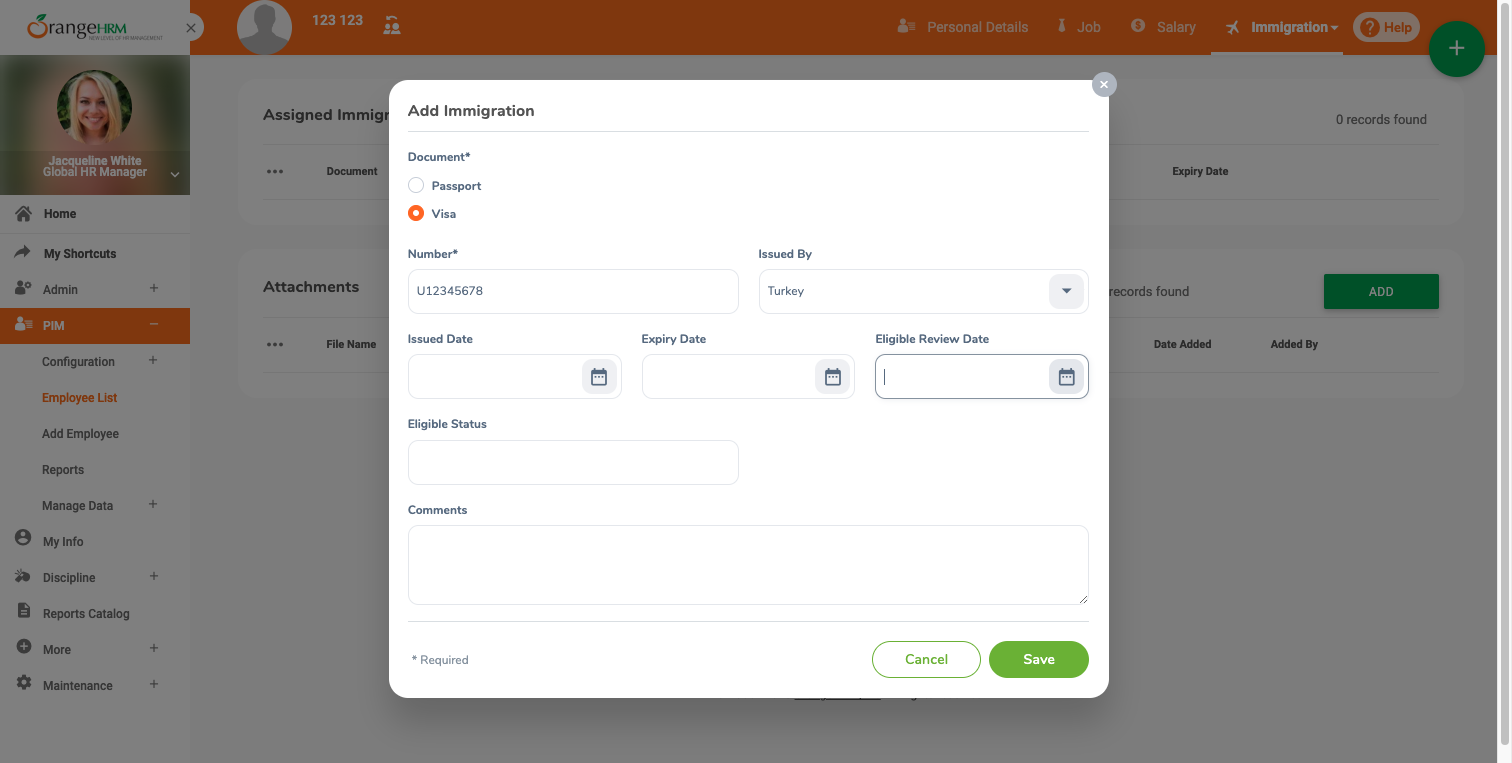 OrangeHRM
NEW LEVEL OF HR MANAGEMENT
123 123
Personal Details
Job
Salary
Immigration
Help
Jacqueline White
Global HR Manager
Home
My Shortcuts
Admin
PIM
Configuration
Employee List
Add Employee
Reports
Manage Data
My Info
Discipline
Reports Catalog
More
Maintenance
Assigned Immigr
0 records found
Document
Expiry Date
Attachments
records found
ADD
File Name
Date Added
Added By
Add Immigration
Document*
Passport
Visa
Number*
Issued By
U12345678
Turkey
Issued Date
Expiry Date
Eligible Review Date
Eligible Status
Comments
* Required
Cancel
Save